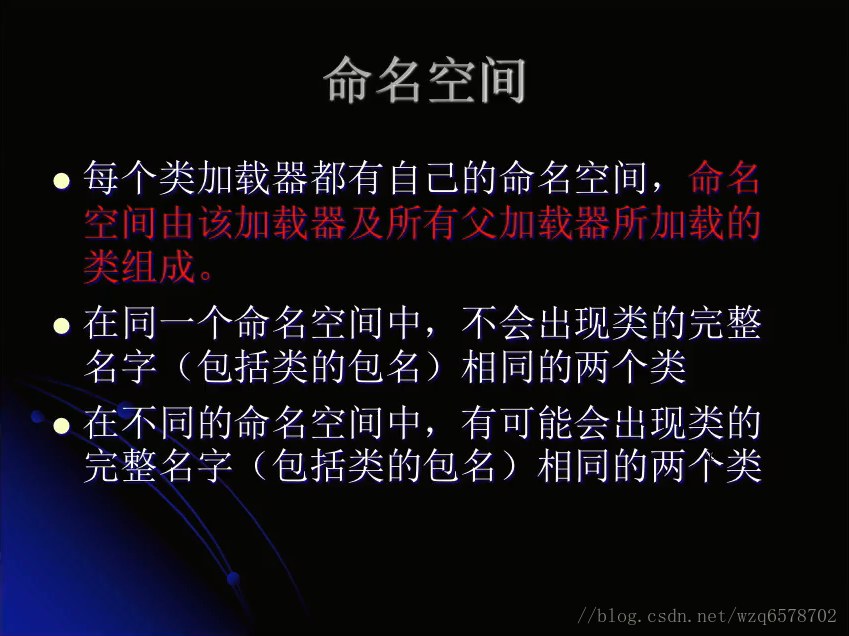 命名空间
每个类加载器都有自己的命名空间，命名
空间由该加载器及所有父加载器所加载的
类组成。
在同一个命名空间中，不会出现类的完整
名字（包括类的包名）相同的两个类
在不同的命名空间中，有可能会出现类的
完整名字（包括类的包名）相同的两个类
//blog.csdn.net/wzq6578702